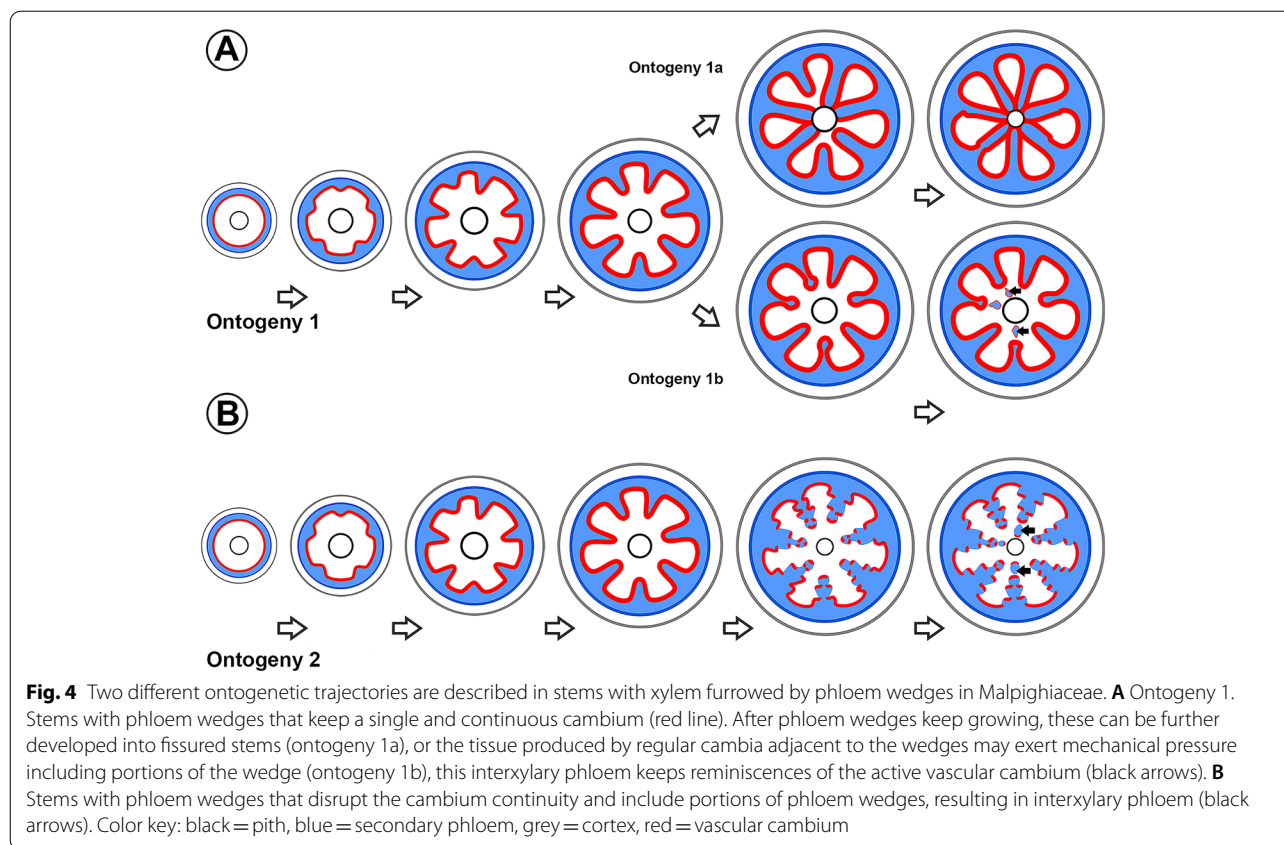 A
Ontogeny 1a
Ontogeny 1
Ontogeny 1b
B
Ontogeny 2
Fig. 4 Two different ontogenetic trajectories are described in stems with xylem furrowed by phloem wedges in Malpighiaceae. A Ontogeny 1.
Stems with phloem wedges that keep a single and continuous cambium (red line). After phloem wedges keep growing, these can be further
developed into fissured stems (ontogeny 1a), or the tissue produced by regular cambia adjacent to the wedges may exert mechanical pressure
including portions of the wedge (ontogeny 1b), this interxylary phloem keeps reminiscences of the active vascular cambium (black arrows). B
Stems with phloem wedges that disrupt the cambium continuity and include portions of phloem wedges, resulting in interxylary phloem (black
arrows). Color key: black = pith, blue = secondary phloem, grey = cortex, red = vascular cambium